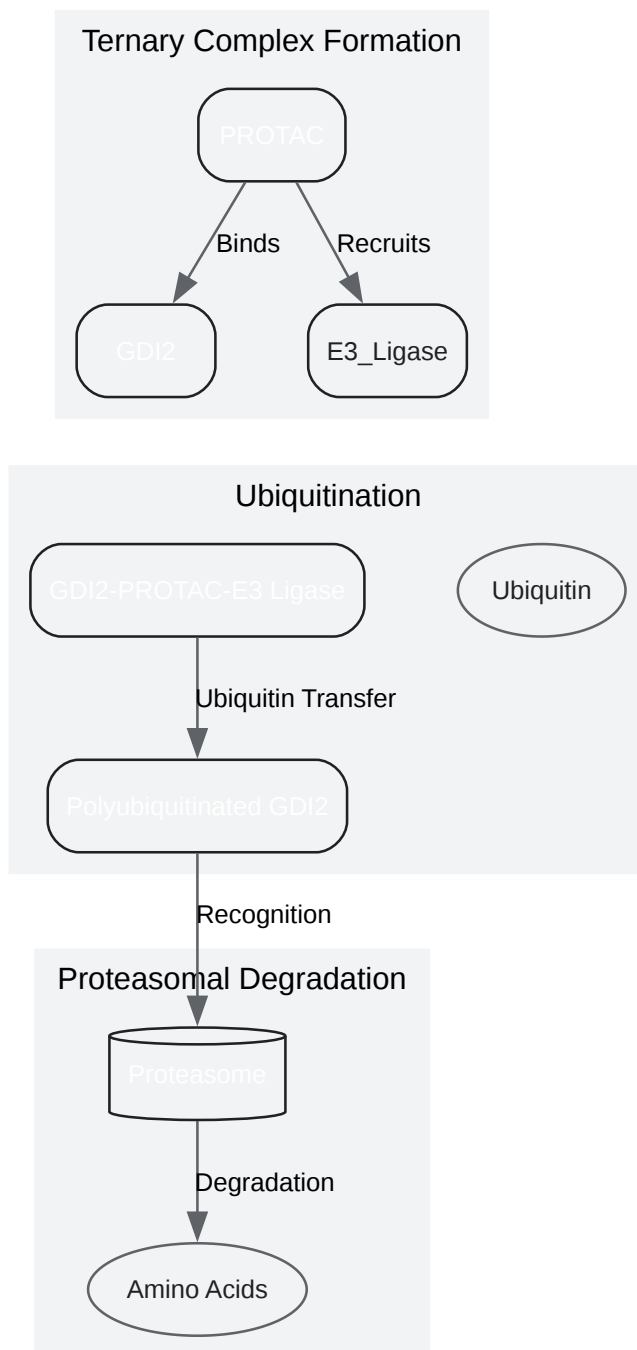 Ternary Complex Formation
PROTAC
Binds
Recruits
GDI2
E3_Ligase
Ubiquitination
GDI2-PROTAC-E3 Ligase
Ubiquitin
Ubiquitin Transfer
Polyubiquitinated GDI2
Recognition
Proteasomal Degradation
Proteasome
Degradation
Amino Acids